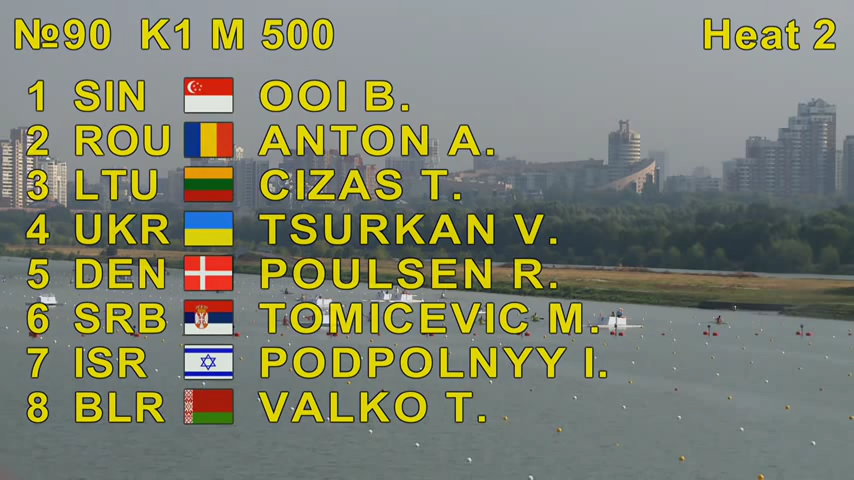 №90 K1 M 500 Heat 2
1 SIN OOI B.
2 ROU ANTON A.
3 LTU CIZAS T.
4 UKR TSURKAN V.
5 DEN POULSEN R.
6 SRB TOMICEVIC M.
7 ISR PODPOLNYY I.
8 BLR VALKO T.